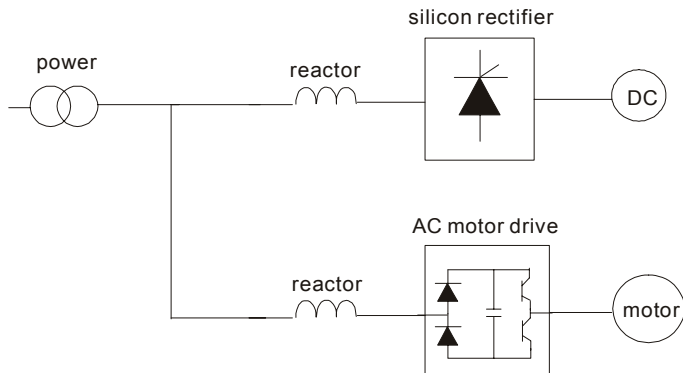 silicon rectifier
power
reactor
DC
AC motor drive
reactor
motor